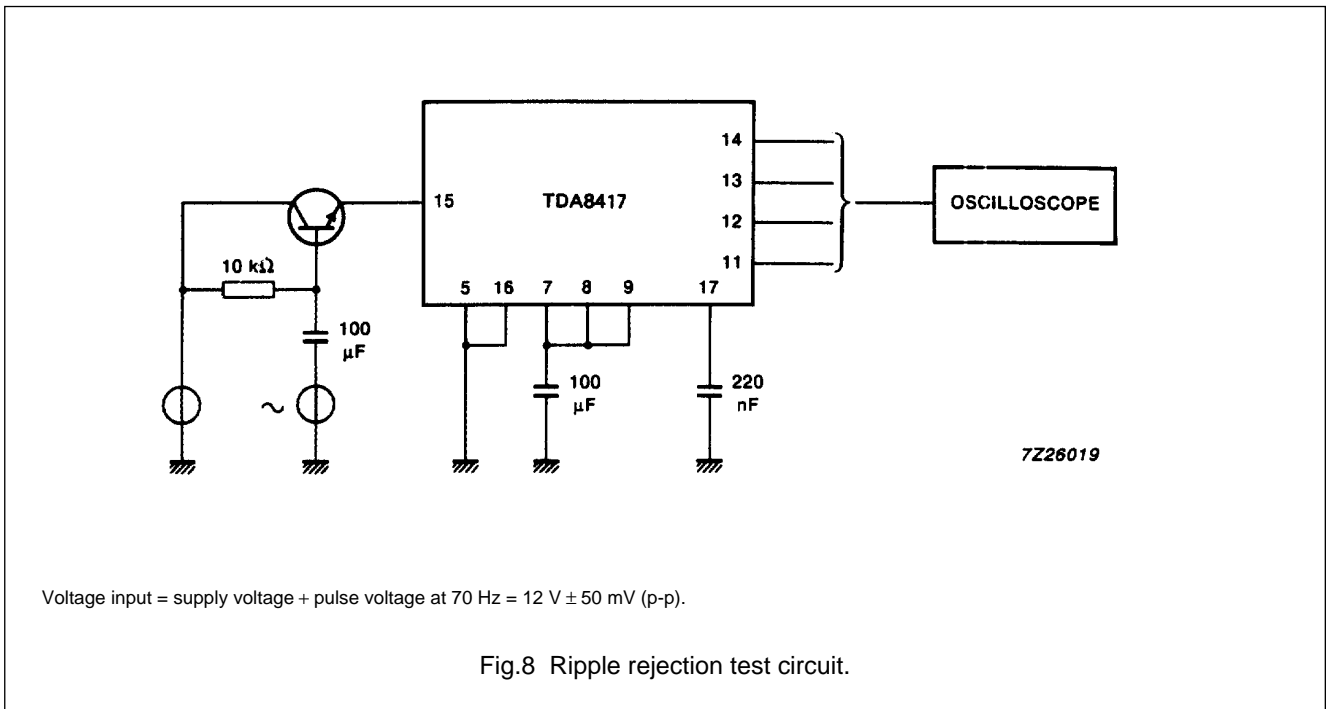 14
13
15 TDA8417 OSCILLOSCOPE
12
10 kΩ 11
5 16 7 8 9 17
100
μF
100
μF
220
nF
~
7Z26019
Voltage input = supply voltage + pulse voltage at 70 Hz = 12 V ± 50 mV (p-p).
Fig.8 Ripple rejection test circuit.